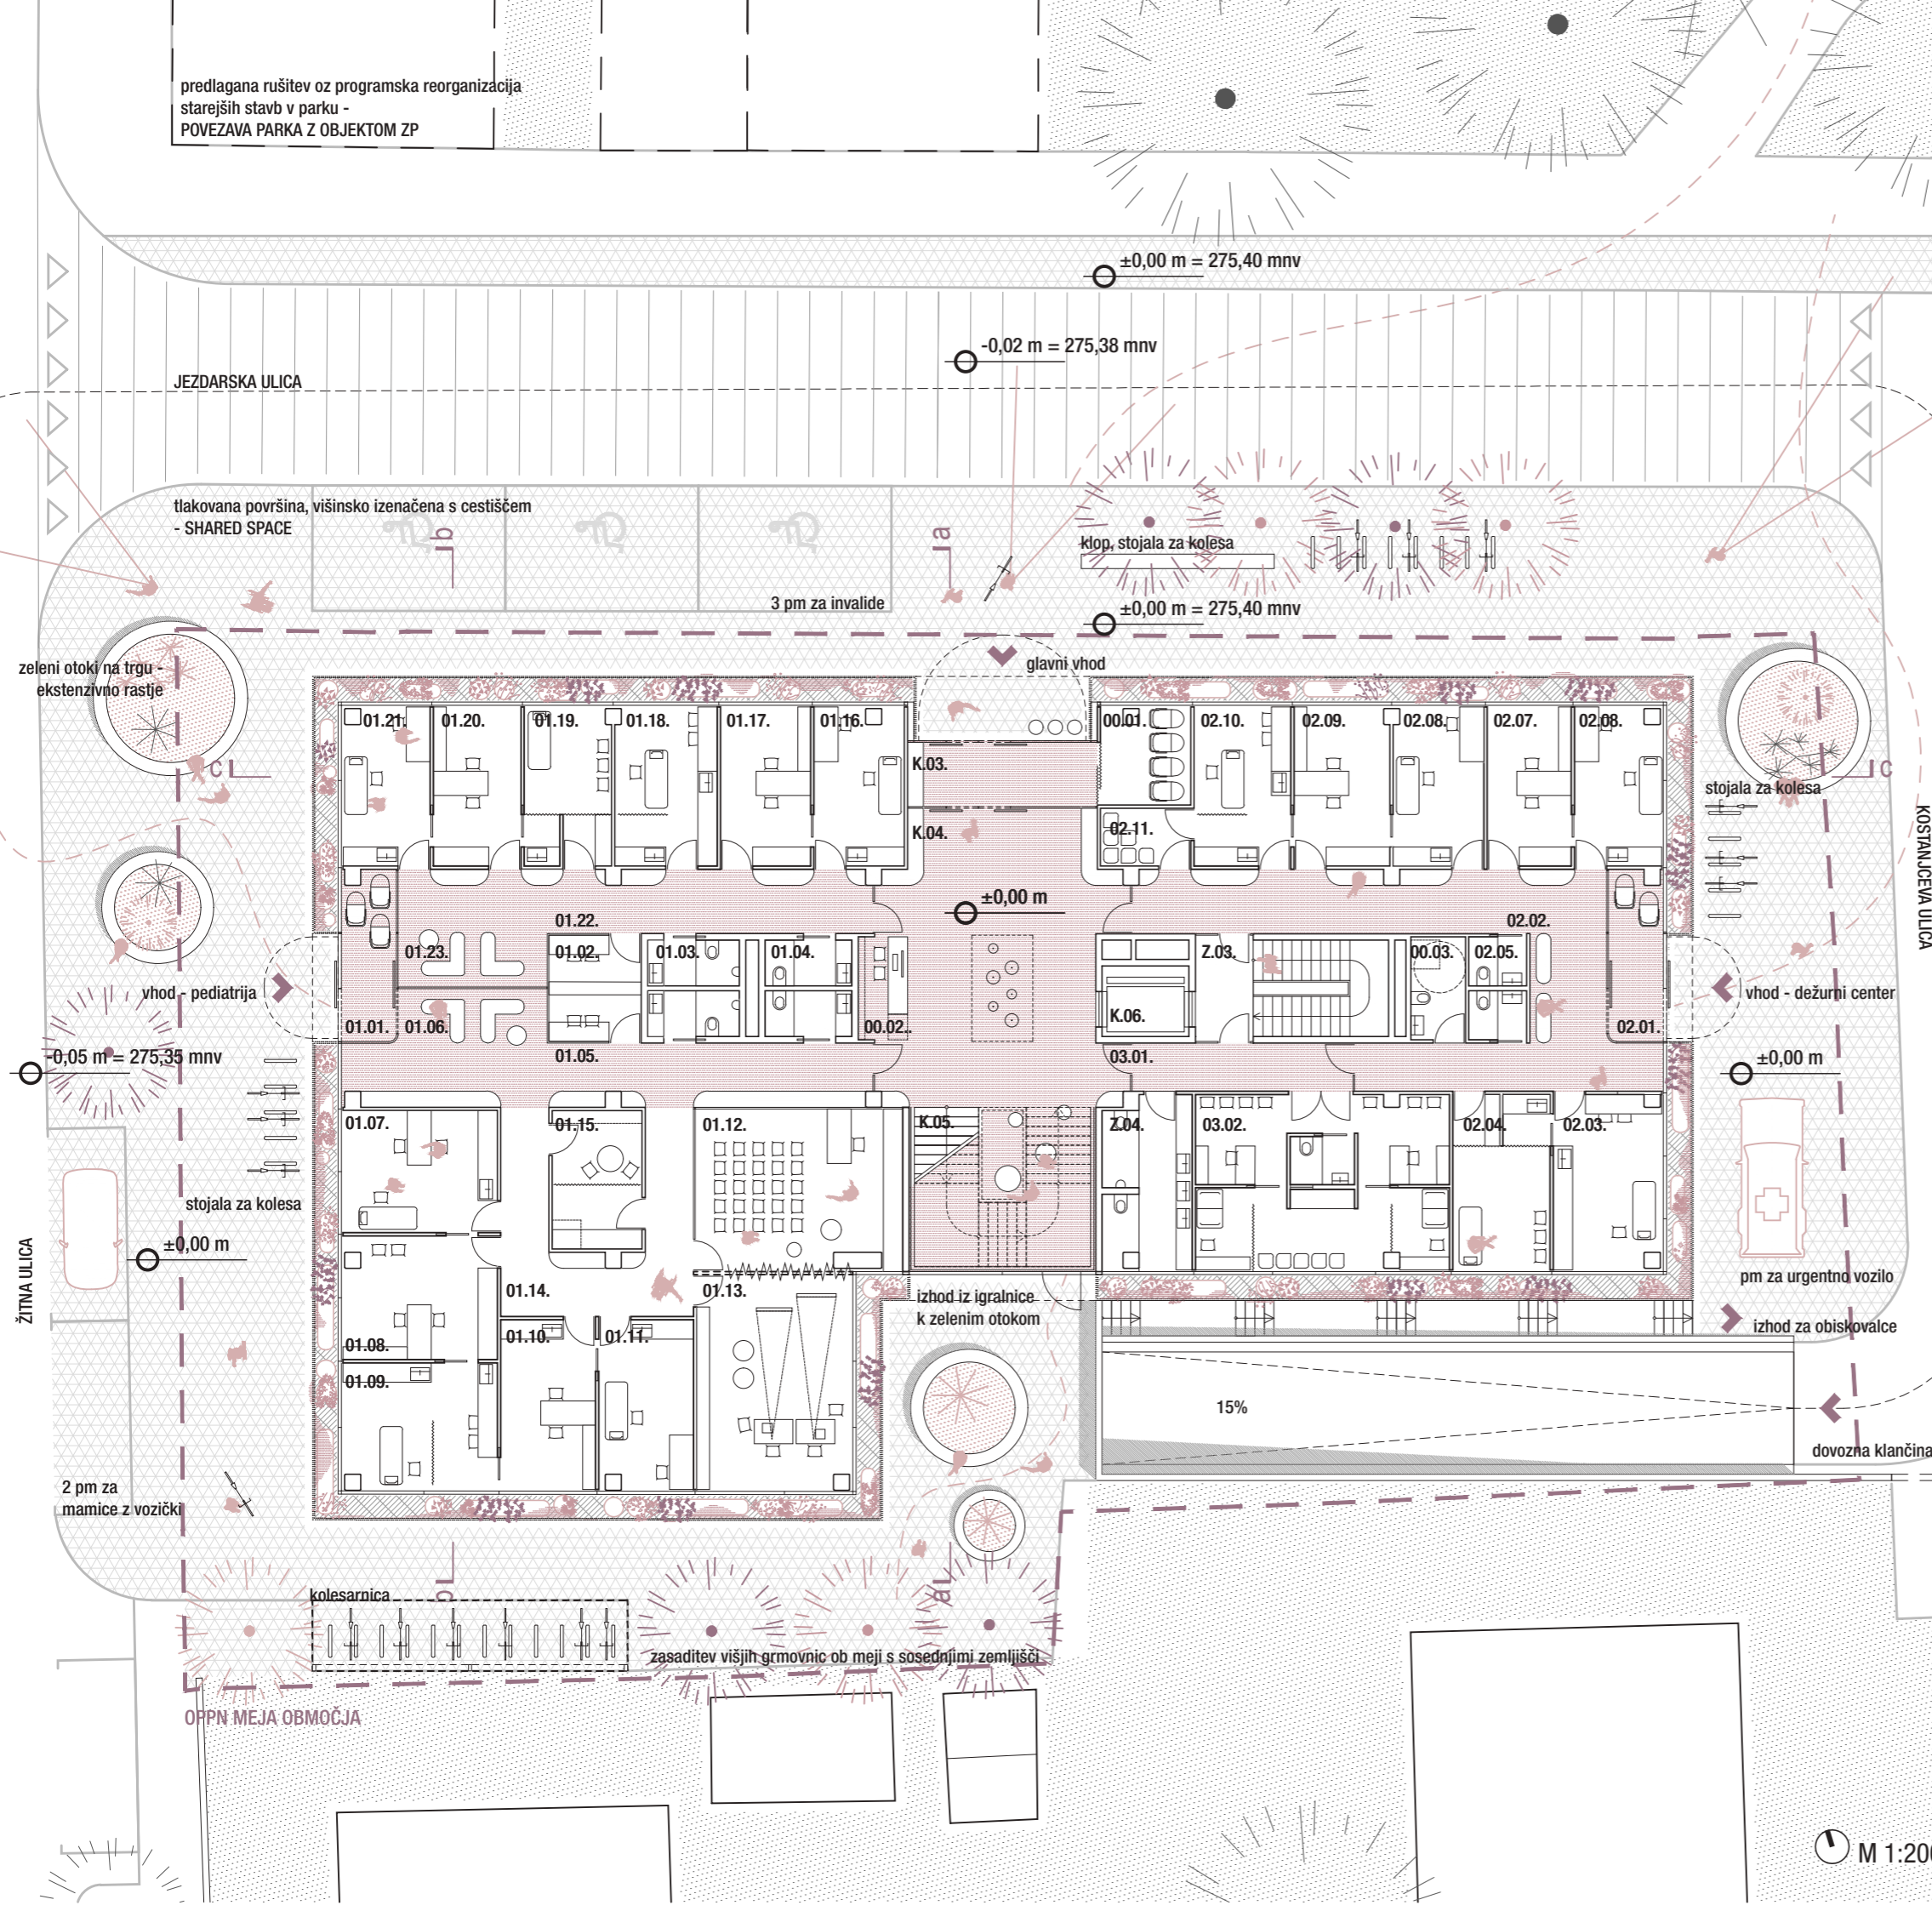 predlagana rušitev oz programska reorganizacija
starejših stavb v parku -
POVEZAVA PARKA Z OBJEKTOM ZP
±0,00 m = 275,40 mnv
-0,02 m = 275,38 mnv
JEZDARSKA ULICA
tlakovana površina, višinsko izenačena s cestiščem
- SHARED SPACE
b
a
klop, stojala za kolesa
3 pm za invalide
±0,00 m = 275,40 mnv
glavni vhod
zeleni otoki na trgu -
ekstenzivno rastje
01.21.
01.20.
01.19.
01.18.
01.17.
01.16.
00.01.
02.10.
02.09.
02.08.
02.07.
02.08.
c
K.03.
c
stojala za kolesa
K.04.
02.11.
KOSTANJČEVA ULICA
±0,00 m
01.22.
02.02.
01.23.
01.02.
01.03.
01.04.
Z.03.
00.03.
02.05.
vhod - pediatrija
vhod - dežurni center
01.01.
01.06.
00.02..
K.06.
02.01.
01.05.
03.01.
-0,05 m = 275,35 mnv
±0,00 m
01.07.
01.15.
01.12.
K.05.
Z.04.
03.02.
02.04.
02.03.
stojala za kolesa
±0,00 m
ŽITNA ULICA
pm za urgentno vozilo
01.14.
01.13.
izhod iz igralnice
k zelenim otokom
izhod za obiskovalce
01.08.
01.10.
01.11.
01.09.
15%
dovozna klančina
2 pm za
mamice z vozički
kolesarnica
b
a
zasaditev višjih grmovnic ob meji s sosednjimi zemljišči
OPPN MEJA OBMOČJA
M 1:200